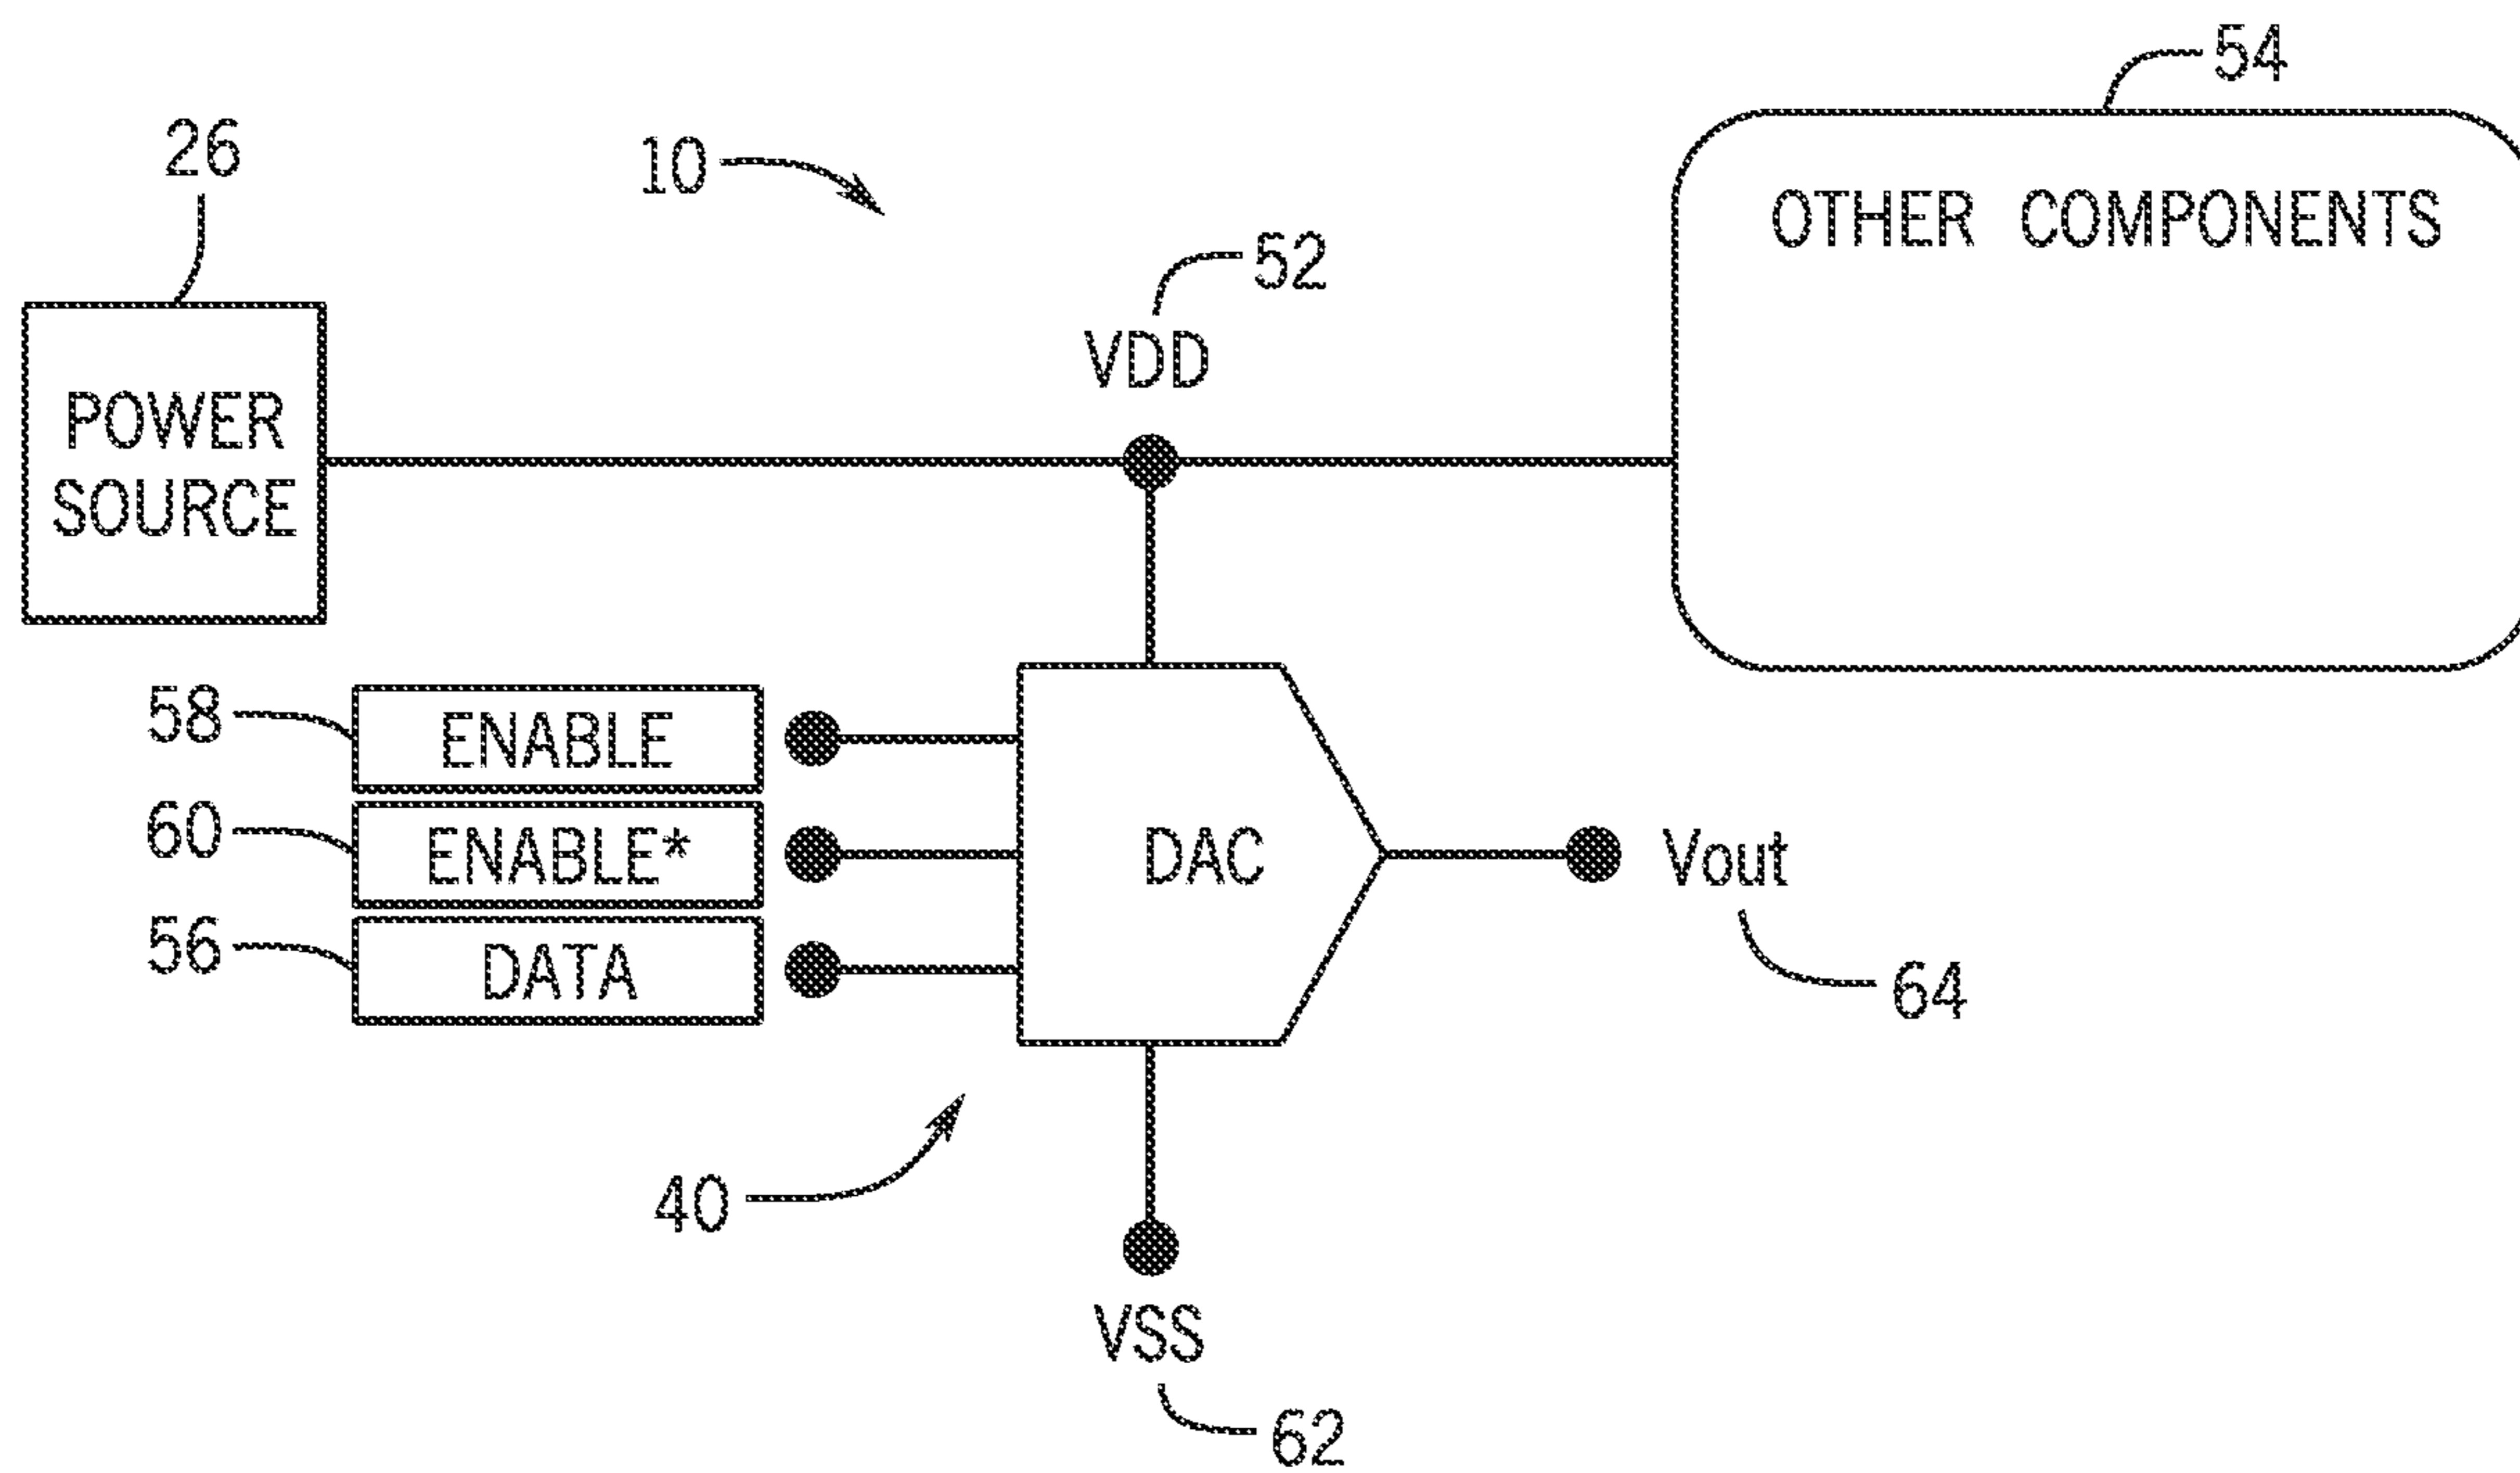 54
26
10
OTHER COMPONENTS
52
VDD
POWER
SOURCE
58
ENABLE
60
ENABLE*
DAC
Vout
56
DATA
64
40
VSS
62